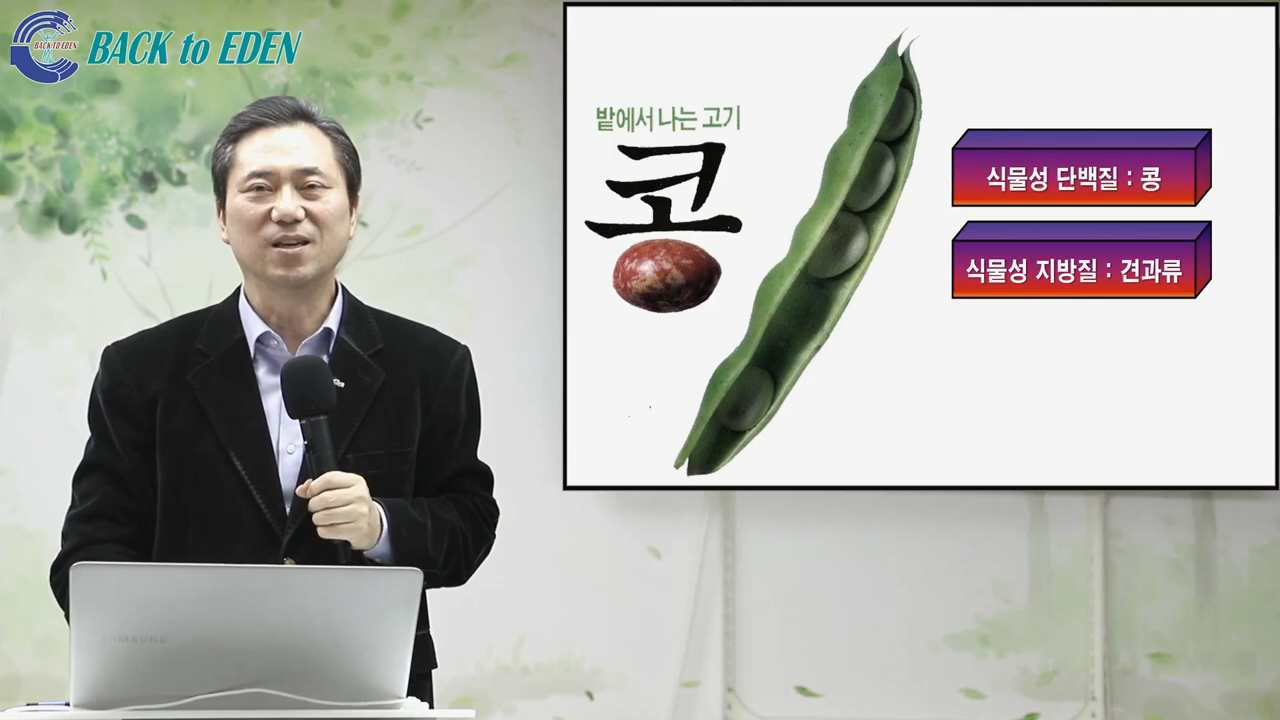 BACK TO EDEN
BACK to EDEN
밭에서 나는 고기
콩
식물성 단백질 : 콩
식물성 지방질 : 견과류
SAMSUNG